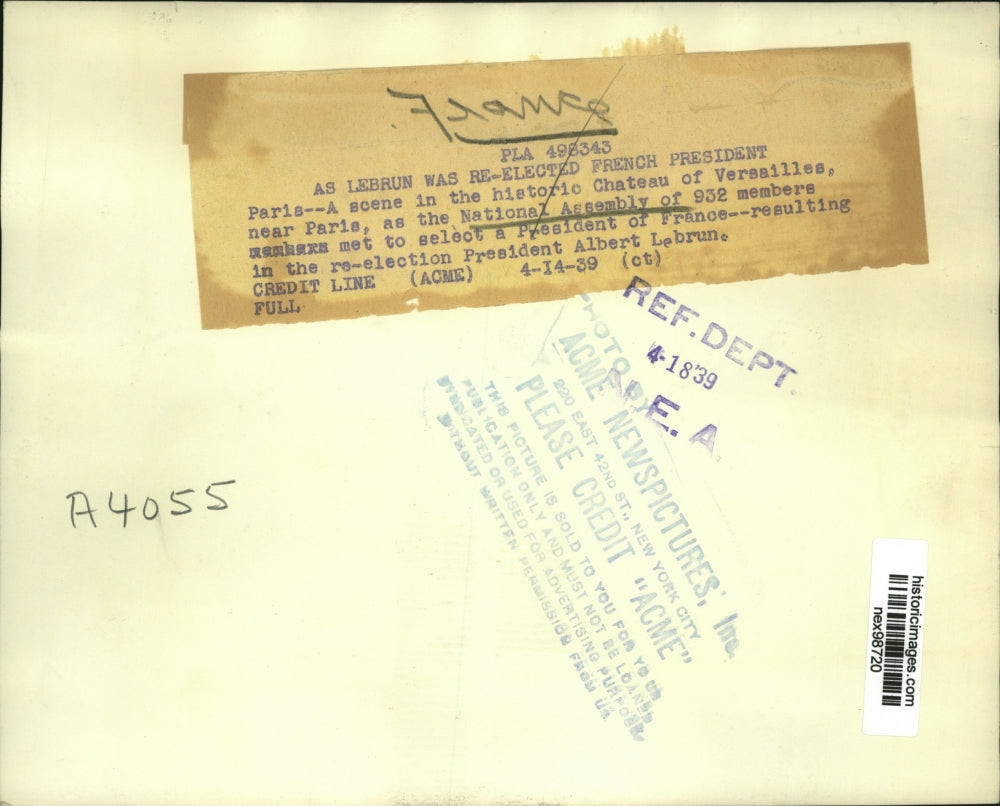 France
PLA 498343
AS LEBRUN WAS RE-ELECTED FRENCH PRESIDENT
Paris--A scene in the historic Chateau of Versailles,
near Paris, as the National Assembly of 932 members
met to select a President of France--resulting
in the re-election President Albert Lebrun.
CREDIT LINE (ACME) 4-14-39 (ct)
FULL
REF. DEPT.
4-18'39
N. E. A.
PHOTO BY
ACME NEWSPICTURES, Inc.
220 EAST 42ND ST., NEW YORK CITY
PLEASE CREDIT "ACME"
THIS PICTURE IS SOLD TO YOU FOR YOUR
PUBLICATION ONLY AND MUST NOT BE LOANED
SYNDICATED OR USED FOR ADVERTISING PURPOSE
WITHOUT WRITTEN PERMISSION FROM US
A4055
historicimages.com
nex98720